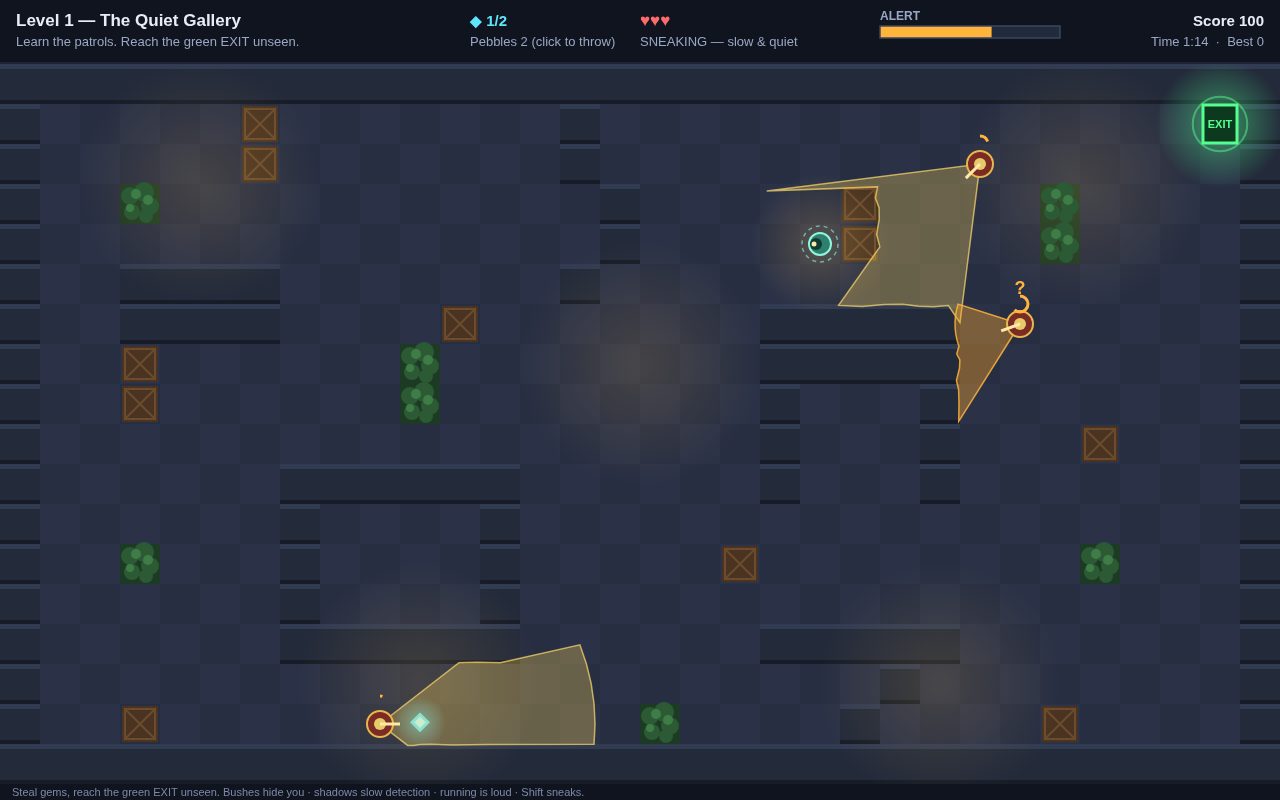 Level 1 — The Quiet Gallery
Learn the patrols. Reach the green EXIT unseen.
◆ 1/2
Pebbles 2 (click to throw)
♥♥♥
SNEAKING — slow & quiet
ALERT
Score 100
Time 1:14 · Best 0
EXIT
?
Steal gems, reach the green EXIT unseen. Bushes hide you · shadows slow detection · running is loud · Shift sneaks.